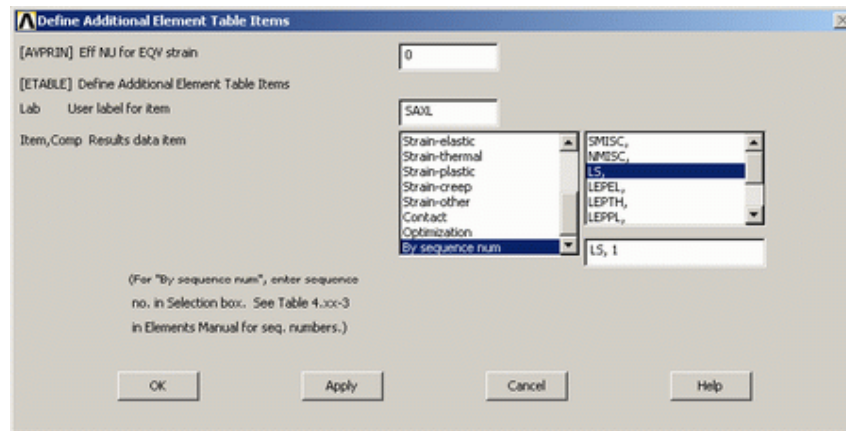 Define Additional Element Table Items
[AVPRIN] Eff NU for EQV strain
0
[ETABLE] Define Additional Element Table Items
Lab User label for item
SAXL
Item,Comp Results data item
Strain-elastic
Strain-thermal
Strain-plastic
Strain-creep
Strain-other
Contact
Optimization
By sequence num
SMISC,
NMISC,
LS,
LEPEL,
LEPTH,
LEPPL,
LS, 1
(For "By sequence num", enter sequence
no. in Selection box. See Table 4.xx-3
in Elements Manual for seq. numbers.)
OK
Apply
Cancel
Help